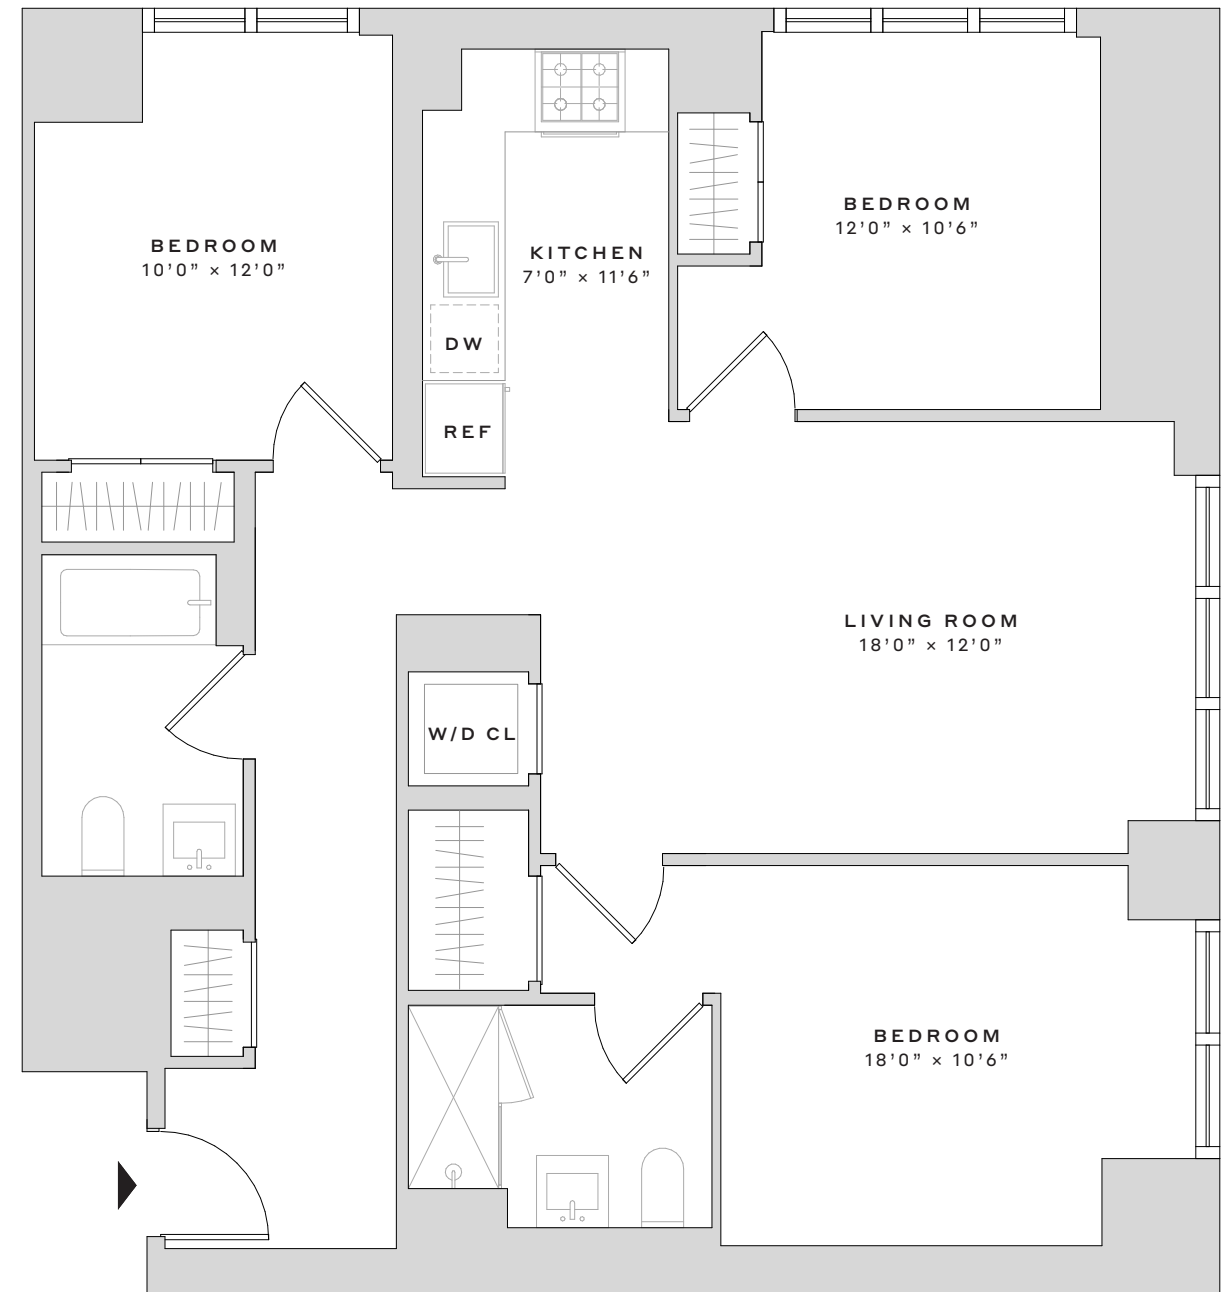 BEDROOM
12’0” × 10’6”
BEDROOM
10’0” × 12’0”
KITCHEN
7’0” × 11’6”
DW
REF
LIVING ROOM
18’0” × 12’0”
W/D CL
BEDROOM
18’0” × 10’6”